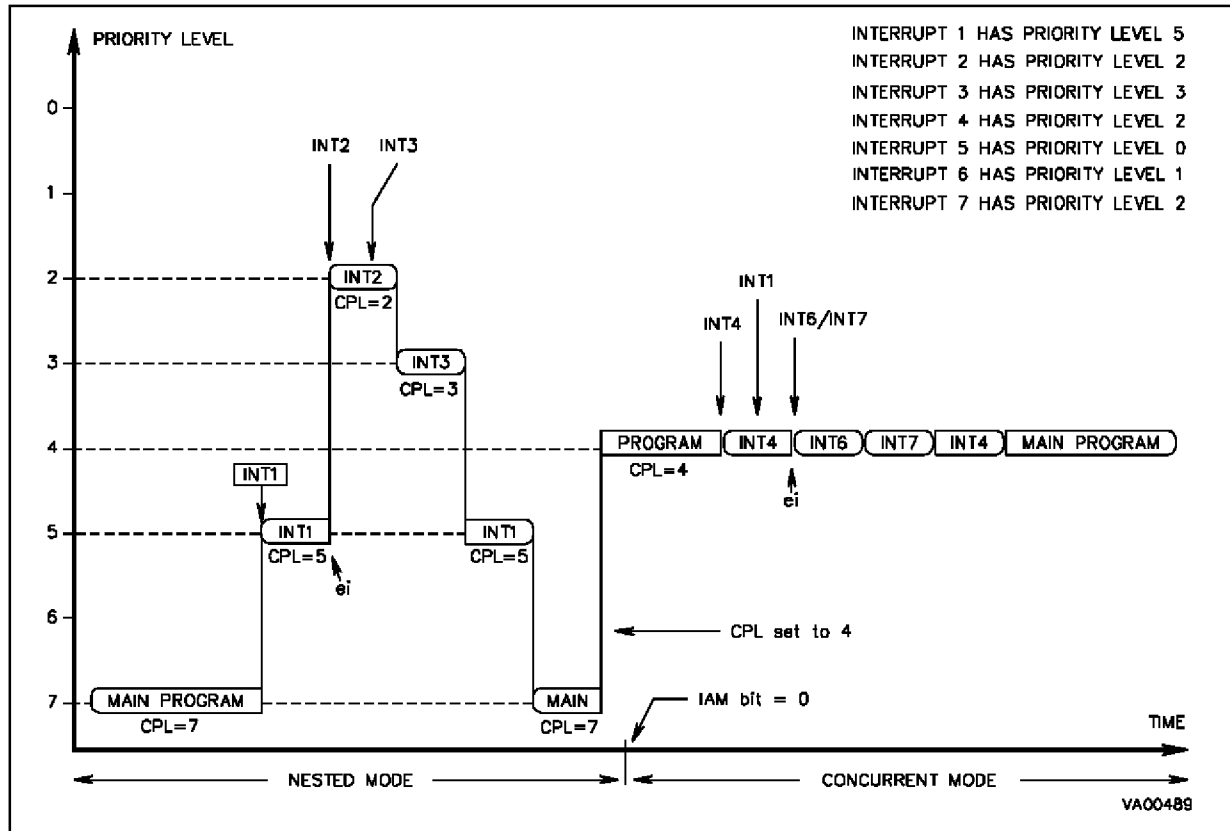 PRIORITY LEVEL
INTERRUPT 1 HAS PRIORITY LEVEL 5
INTERRUPT 2 HAS PRIORITY LEVEL 2
INTERRUPT 3 HAS PRIORITY LEVEL 3
INTERRUPT 4 HAS PRIORITY LEVEL 2
INTERRUPT 5 HAS PRIORITY LEVEL 0
INTERRUPT 6 HAS PRIORITY LEVEL 1
INTERRUPT 7 HAS PRIORITY LEVEL 2
0
INT2 INT3
1
2 INT2
CPL=2
INT1
INT4 INT6/INT7
3 INT3
CPL=3
4 PROGRAM INT4 INT6 INT7 INT4 MAIN PROGRAM
CPL=4
ei
INT1
5 INT1 INT1
CPL=5 CPL=5
ei
6
CPL set to 4
7 MAIN PROGRAM MAIN
CPL=7 CPL=7
IAM bit = 0
TIME
NESTED MODE CONCURRENT MODE
VA00489